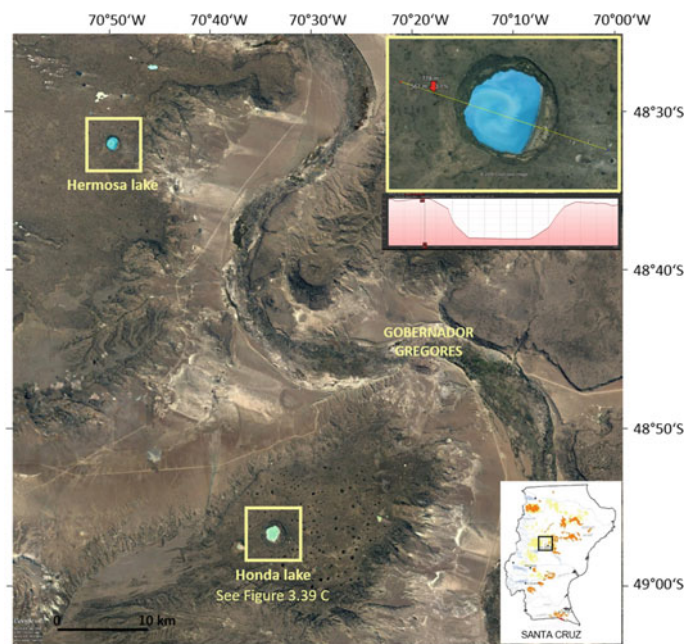 70°50'W 70°40'W 70°30'W 70°20'W 70°10'W 70°00'W
48°30'S
Hermosa lake
48°40'S
GOBERNADOR
GREGORES
48°50'S
Honda lake
See Figure 3.39 C
49°00'S
10 km
0
SANTA CRUZ